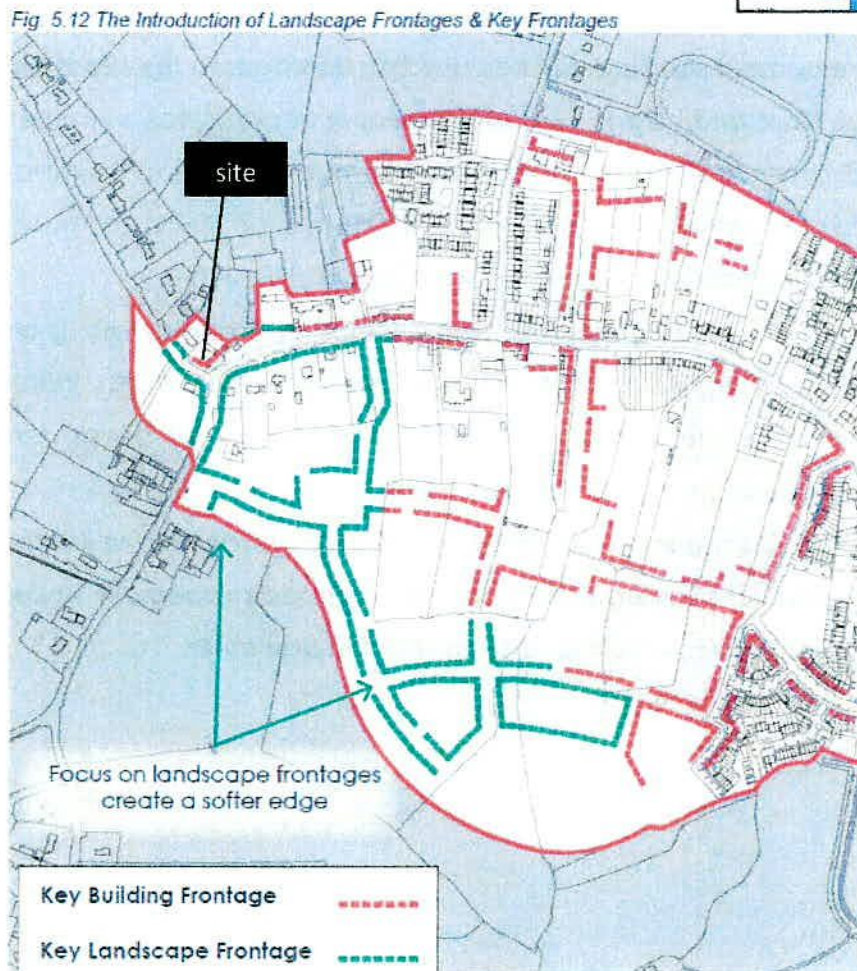 Fig 5.12 The Introduction of Landscape Frontages & Key Frontages
site
Focus on landscape frontages
create a softer edge
Key Building Frontage
Key Landscape Frontage